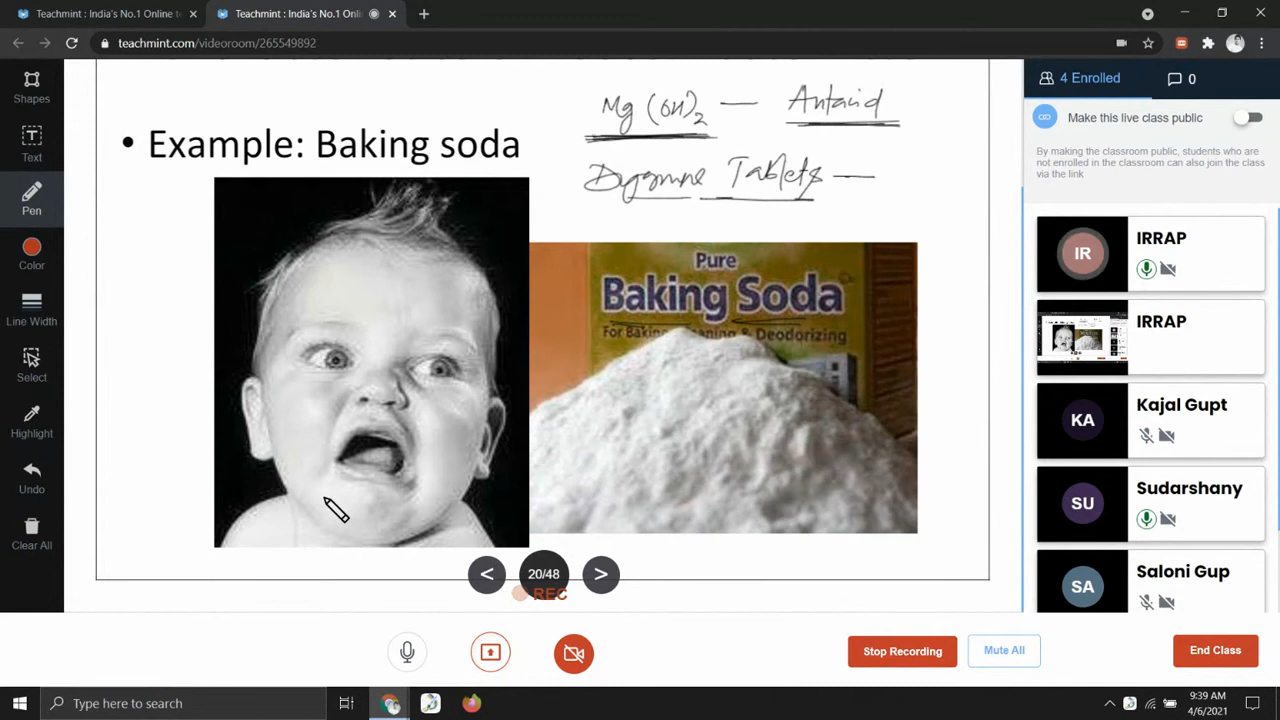 Teachmint : India's No.1 Online t
Teachmint : India's No.1 Onli
teachmint.com/videoroom/265549892
Shapes
Text
Pen
Color
Line Width
Select
Highlight
Undo
Clear All
• Example: Baking soda
Mg (OH)2 — Antacid
Tablets —
Pure
Baking Soda
For Baking, Cleaning & Deodorizing
< 20/48 >
REC
4 Enrolled
0
Make this live class public
By making the classroom public, students who are
not enrolled in the classroom can also join the class
via the link
IR
IRRAP
IRRAP
KA
Kajal Gupt
SU
Sudarshany
SA
Saloni Gup
Stop Recording
Mute All
End Class
Type here to search
9:39 AM
4/6/2021